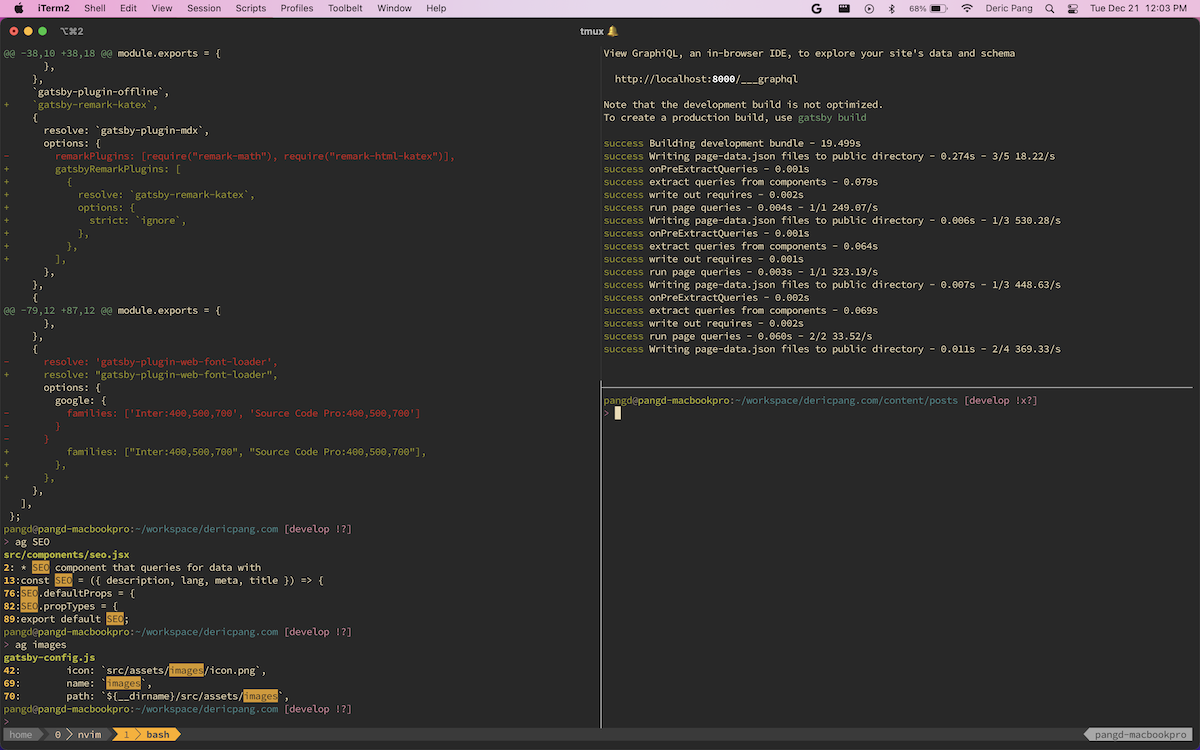 iTerm2 Shell Edit View Session Scripts Profiles Toolbelt Window Help
68% Deric Pang Tue Dec 21 12:03 PM
⌥⌘2
tmux 🔔
@@ -38,10 +38,18 @@ module.exports = {
      },
    },
    `gatsby-plugin-offline`,
+    `gatsby-remark-katex`,
    {
      resolve: `gatsby-plugin-mdx`,
      options: {
-        remarkPlugins: [require("remark-math"), require("remark-html-katex")],
+        gatsbyRemarkPlugins: [
+          {
+            resolve: `gatsby-remark-katex`,
+            options: {
+              strict: `ignore`,
+            },
+          },
+        ],
      },
    },
    {
@@ -79,12 +87,12 @@ module.exports = {
      },
    },
    {
-      resolve: 'gatsby-plugin-web-font-loader',
+      resolve: "gatsby-plugin-web-font-loader",
      options: {
        google: {
-          families: ['Inter:400,500,700', 'Source Code Pro:400,500,700']
-        }
-      }
+          families: ["Inter:400,500,700", "Source Code Pro:400,500,700"],
+        },
+      },
    },
  ],
};
pangd@pangd-macbookpro:~/workspace/dericpang.com [develop !?]
> ag SEO
src/components/seo.jsx
2: * SEO component that queries for data with
13:const SEO = ({ description, lang, meta, title }) => {
76:SEO.defaultProps = {
82:SEO.propTypes = {
89:export default SEO;
pangd@pangd-macbookpro:~/workspace/dericpang.com [develop !?]
> ag images
gatsby-config.js
42:        icon: `src/assets/images/icon.png`,
69:        name: `images`,
70:        path: `${__dirname}/src/assets/images`,
pangd@pangd-macbookpro:~/workspace/dericpang.com [develop !?]
>
View GraphiQL, an in-browser IDE, to explore your site's data and schema
http://localhost:8000/___graphql
Note that the development build is not optimized.
To create a production build, use gatsby build
success Building development bundle - 19.499s
success Writing page-data.json files to public directory - 0.274s - 3/5 18.22/s
success onPreExtractQueries - 0.001s
success extract queries from components - 0.079s
success write out requires - 0.002s
success run page queries - 0.004s - 1/1 249.07/s
success Writing page-data.json files to public directory - 0.006s - 1/3 530.28/s
success onPreExtractQueries - 0.001s
success extract queries from components - 0.064s
success write out requires - 0.001s
success run page queries - 0.003s - 1/1 323.19/s
success Writing page-data.json files to public directory - 0.007s - 1/3 448.63/s
success onPreExtractQueries - 0.002s
success extract queries from components - 0.069s
success write out requires - 0.002s
success run page queries - 0.060s - 2/2 33.52/s
success Writing page-data.json files to public directory - 0.011s - 2/4 369.33/s
pangd@pangd-macbookpro:~/workspace/dericpang.com/content/posts [develop !x?]
>
home 0 nvim 1 bash
pangd-macbookpro